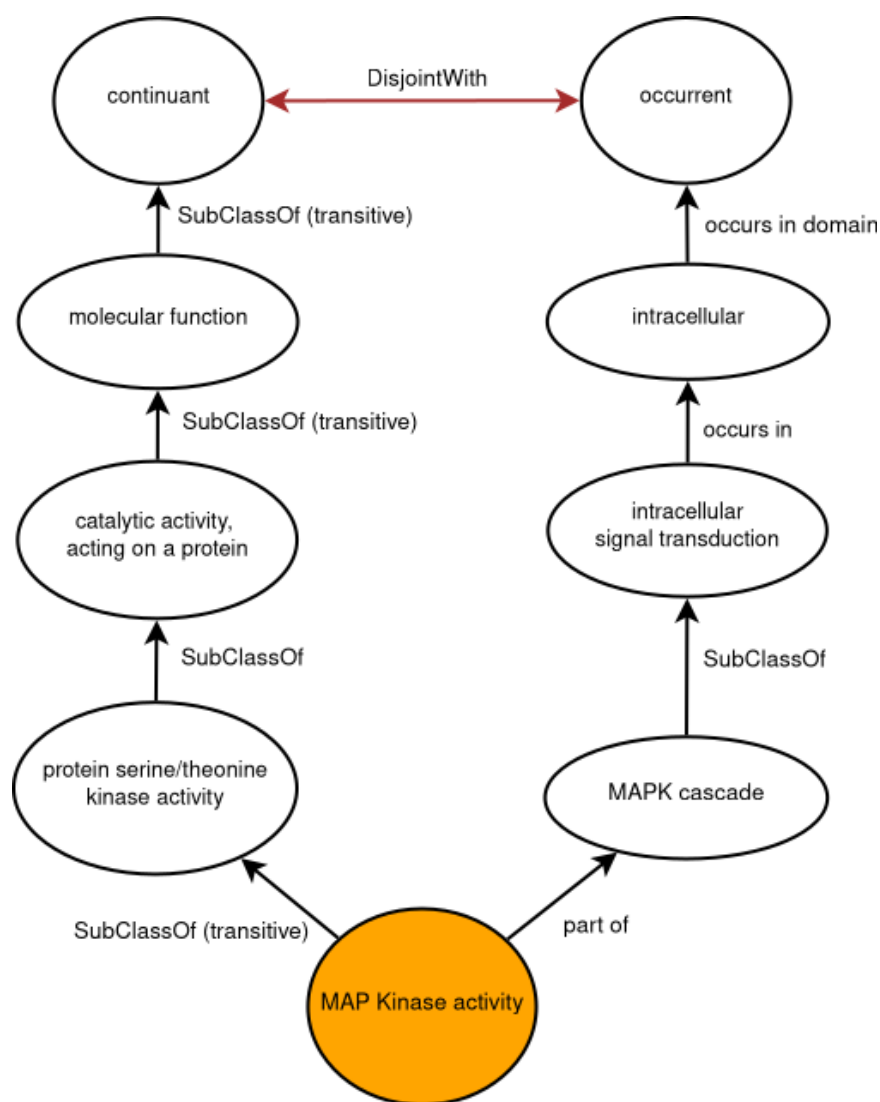 DisjointWith
continuant
occurrent
SubClassOf (transitive)
occurs in domain
molecular function
intracellular
SubClassOf (transitive)
occurs in
catalytic activity,
acting on a protein
intracellular
signal transduction
SubClassOf
SubClassOf
protein serine/theonine
kinase activity
MAPK cascade
SubClassOf (transitive)
part of
MAP Kinase activity